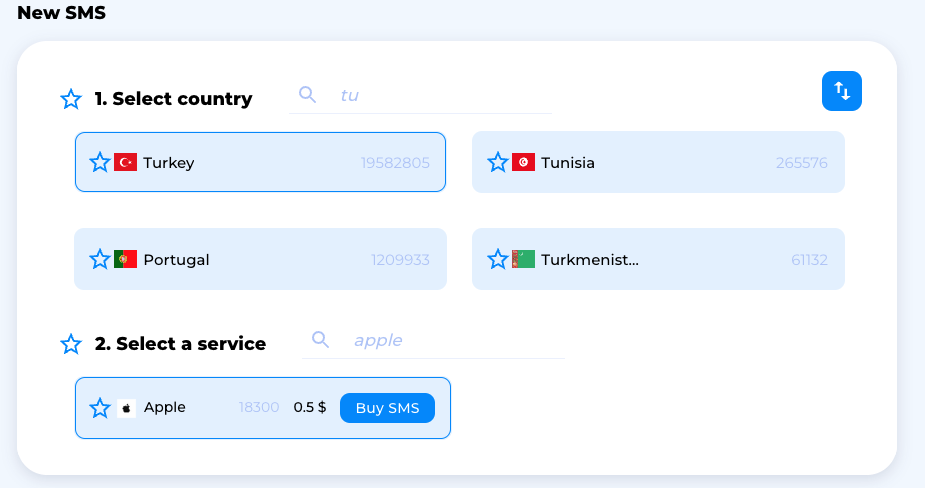 New SMS
1. Select country
tu
Turkey 19582805
Tunisia 265576
Portugal 1209933
Turkmenist... 61132
2. Select a service
apple
Apple 18300 0.5 $ Buy SMS